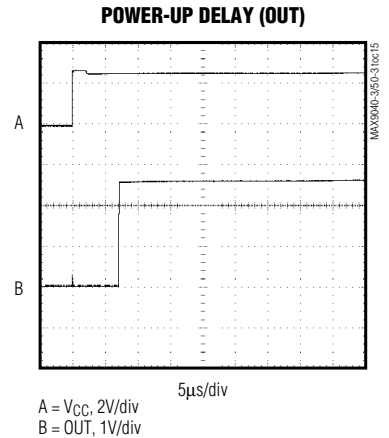 POWER-UP DELAY (OUT)
MAX9040-3/50-3 toc15
A
B
5μs/div
A = VCC, 2V/div
B = OUT, 1V/div